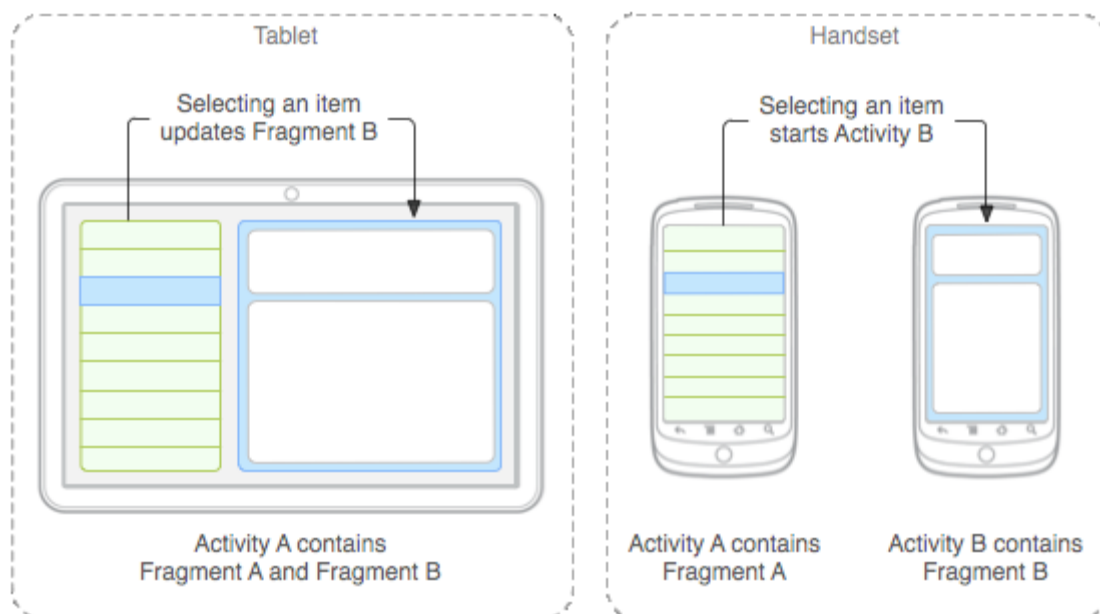 Tablet
Selecting an item
updates Fragment B
Activity A contains
Fragment A and Fragment B
Handset
Selecting an item
starts Activity B
Activity A contains
Fragment A
Activity B contains
Fragment B